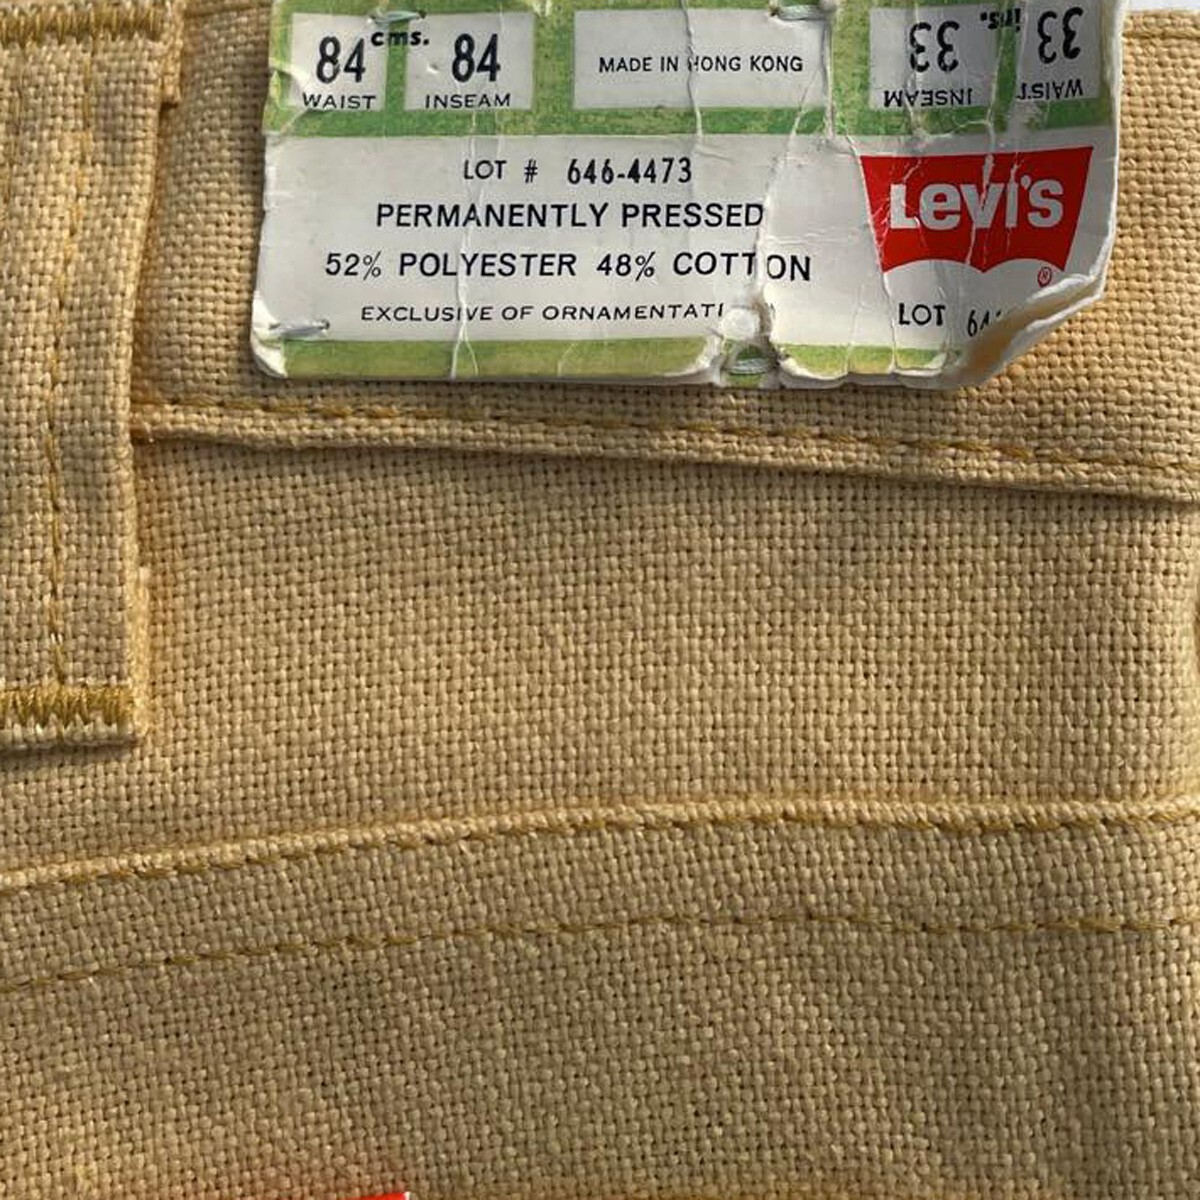 84 cms. 84
WAIST INSEAM
MADE IN HONG KONG
33 ins. 33
WAIST INSEAM
LOT # 646-4473
PERMANENTLY PRESSED
52% POLYESTER 48% COTTON
EXCLUSIVE OF ORNAMENTATI
Levi's
®
LOT 64